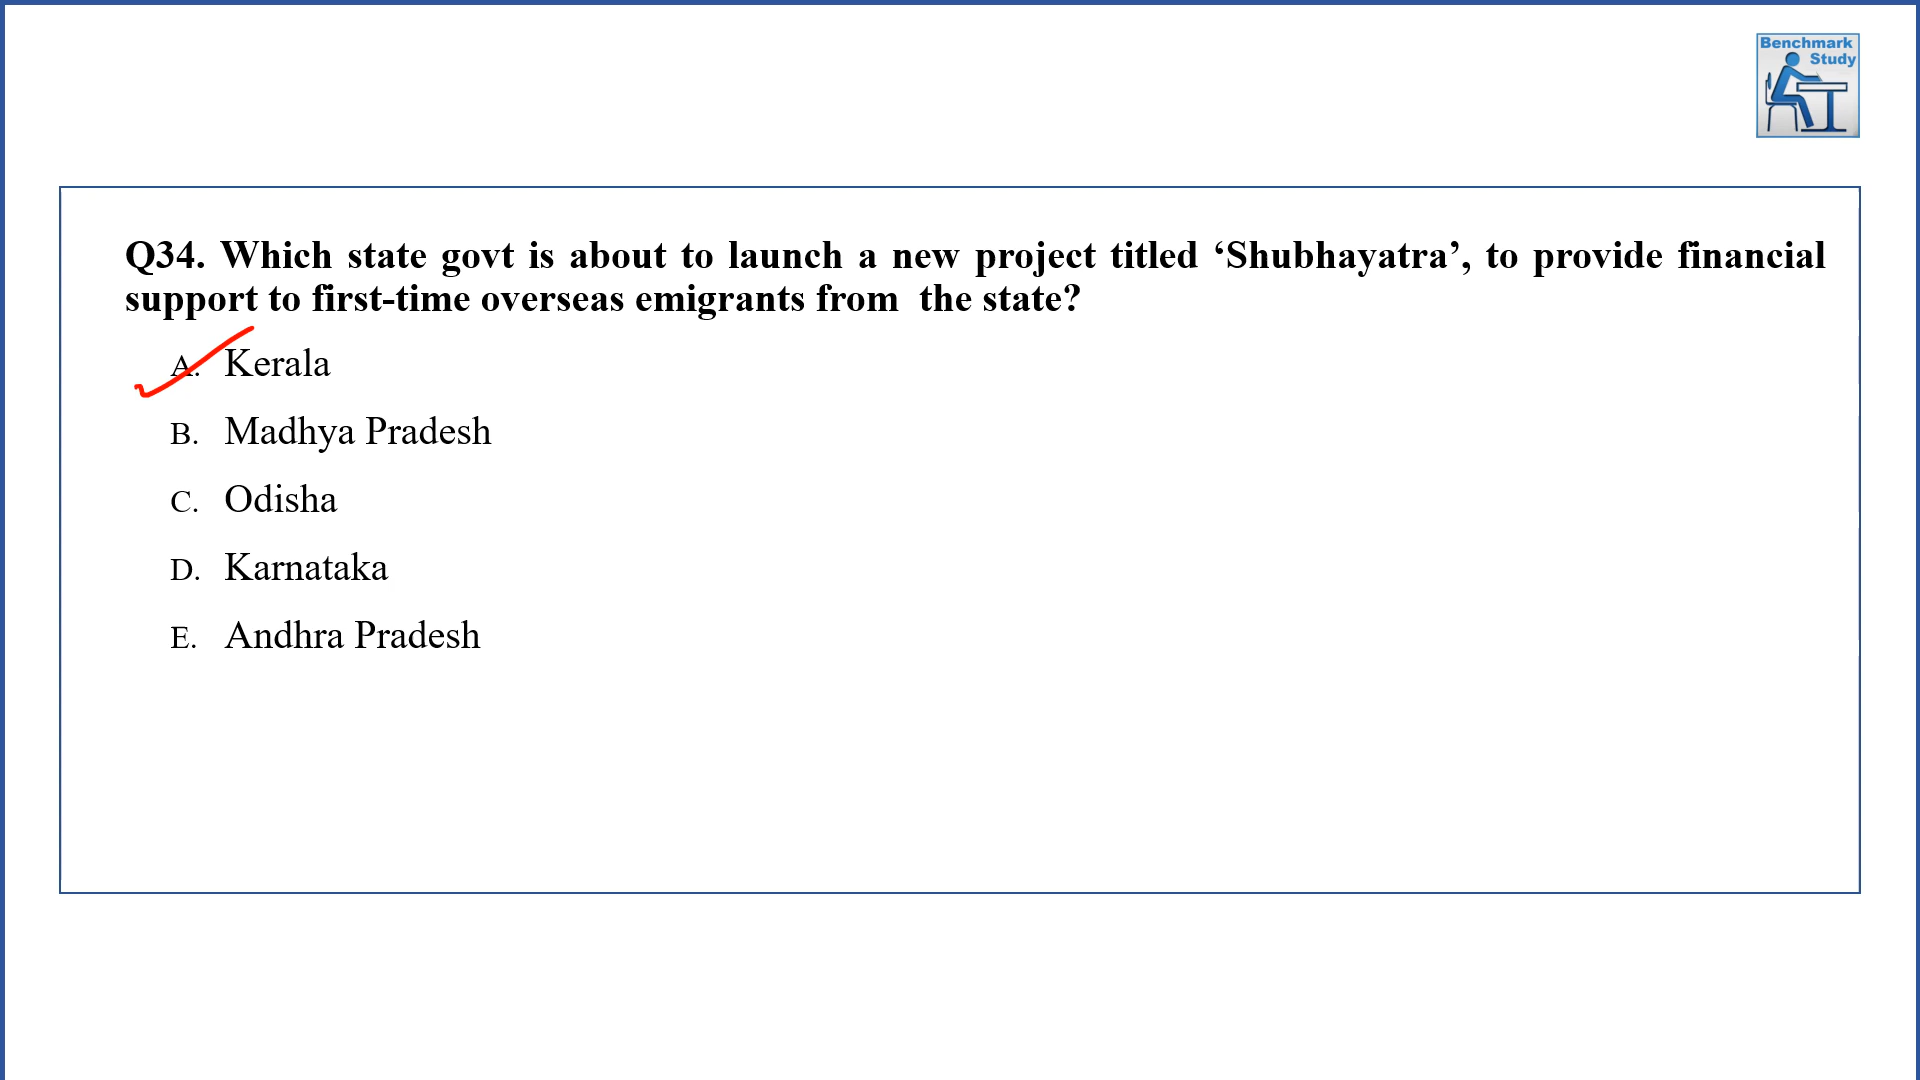 Benchmark
Study
Q34. Which state govt is about to launch a new project titled ‘Shubhayatra’, to provide financial
support to first-time overseas emigrants from  the state?
A. Kerala
B. Madhya Pradesh
C. Odisha
D. Karnataka
E. Andhra Pradesh